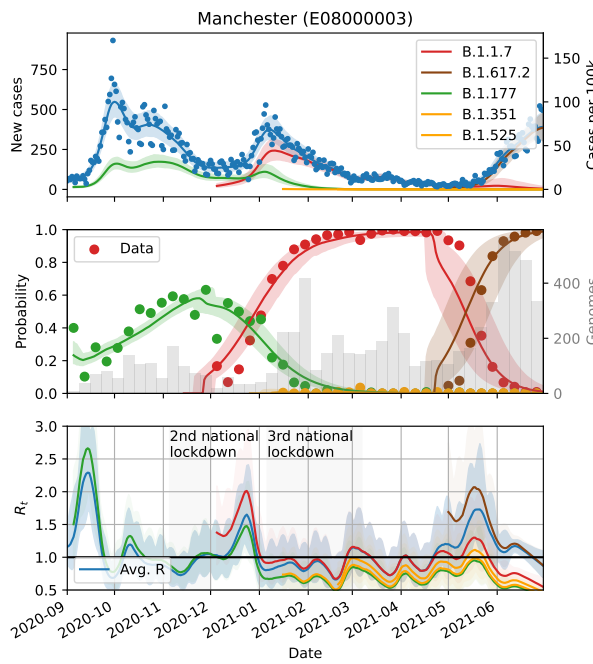 Manchester (E08000003)
New cases
750
500
250
0
150
100
50
0
Cases per 100k
B.1.1.7
B.1.617.2
B.1.177
B.1.351
B.1.525
Probability
1.0
0.8
0.6
0.4
0.2
0.0
Data
400
200
0
Genomes
Rt
3.0
2.5
2.0
1.5
1.0
0.5
2nd national
lockdown
3rd national
lockdown
Avg. R
2020-09
2020-10
2020-11
2020-12
2021-01
2021-02
2021-03
2021-04
2021-05
2021-06
Date